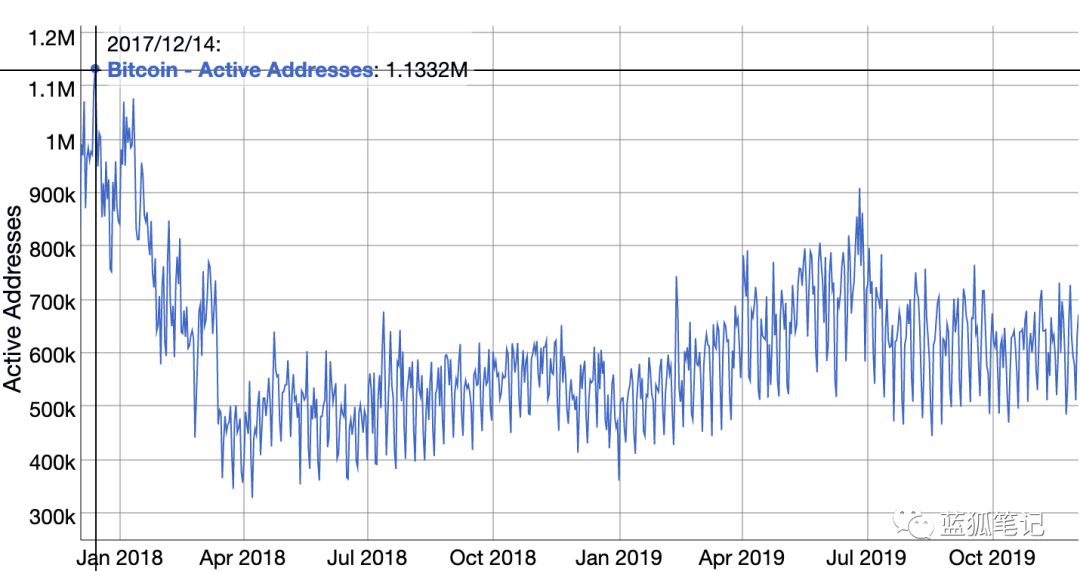 2017/12/14:
Bitcoin - Active Addresses: 1.1332M
1.2M
1.1M
1M
900k
800k
700k
600k
500k
400k
300k
Active Addresses
Jan 2018 Apr 2018 Jul 2018 Oct 2018 Jan 2019 Apr 2019 Jul 2019 Oct 2019
蓝狐笔记